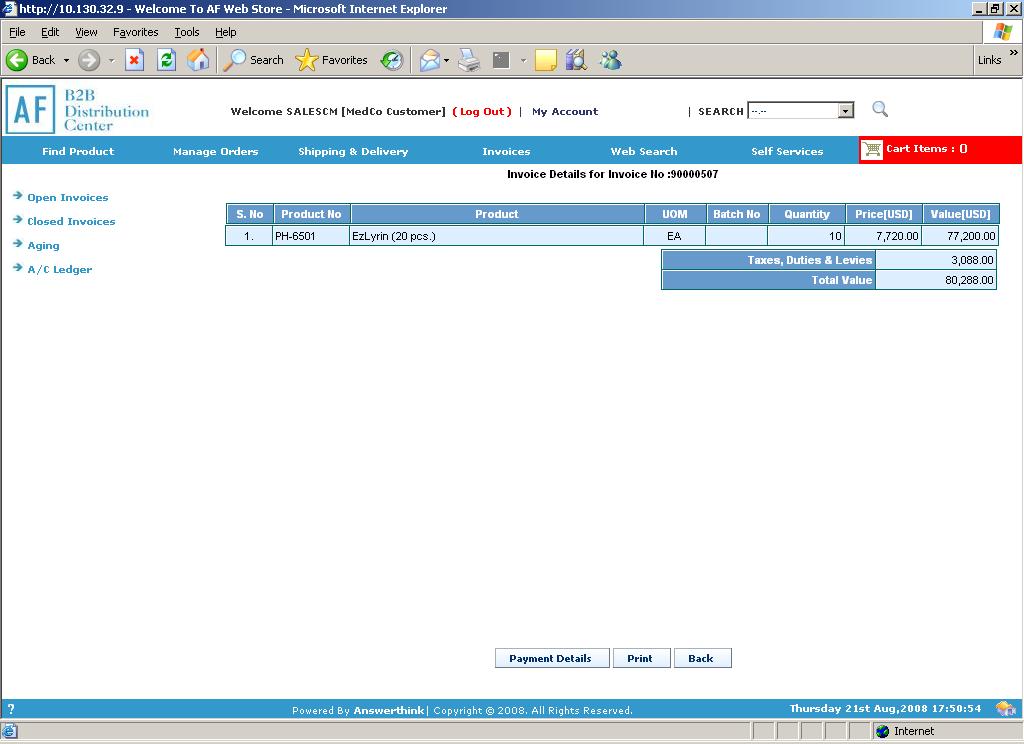 http://10.130.32.9 - Welcome To AF Web Store - Microsoft Internet Explorer
File Edit View Favorites Tools Help
Back Search Favorites Links »
AF B2B Distribution Center
Welcome SALESCM [MedCo Customer] ( Log Out ) | My Account | SEARCH --.--
Find Product Manage Orders Shipping & Delivery Invoices Web Search Self Services Cart Items : 0
Invoice Details for Invoice No :90000507
Open Invoices
Closed Invoices
Aging
A/C Ledger
S. No Product No Product UOM Batch No Quantity Price[USD] Value[USD]
1. PH-6501 EzLyrin (20 pcs.) EA 10 7,720.00 77,200.00
Taxes, Duties & Levies 3,088.00
Total Value 80,288.00
Payment Details Print Back
? Powered By Answerthink | Copyright © 2008. All Rights Reserved. Thursday 21st Aug,2008 17:50:54
Internet